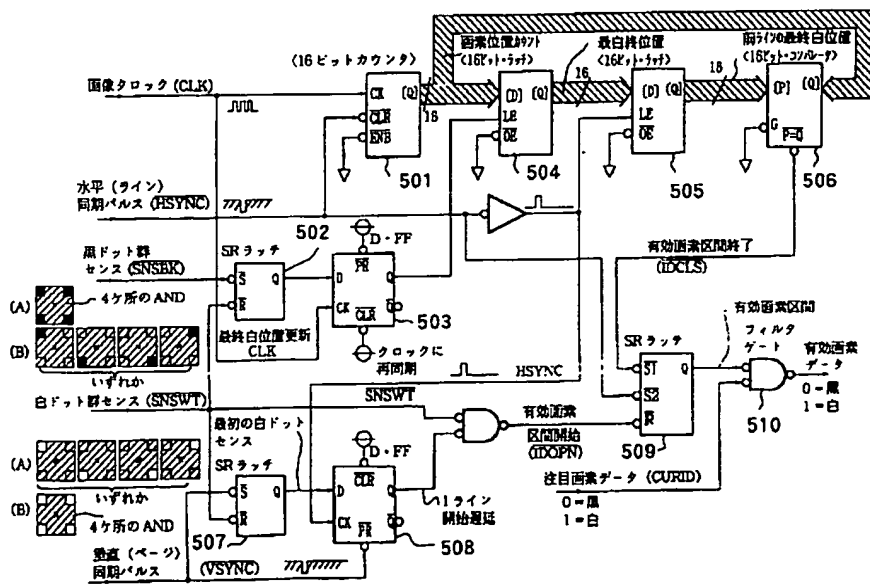 画素位置カウント
〈16ビット・ラッチ〉
最白終位置
〈16ビット・ラッチ〉
前ラインの最終白位置
〈16ビット・コンパレータ〉
〈16ビットカウンタ〉
画像タロック (CLK)
CK [Q]
CLR
ENB
16
501
[D] [Q]
LE
OE
16
504
[D] [Q]
LE
OE
16
505
[P] [Q]
G
P=Q
506
水平 (ライン)
同期パルス (HSYNC)
SRラッチ
502
黒ドット群
センス (SNSBK)
S Q
R
D・FF
PR
D Q
CK CLR Q
503
(A)
4ケ所のAND
(B)
いずれか
最終白位置更新
CLK
クロックに
再同期
HSYNC
有効画素区間終了
(iDCLS)
有効画素区間
フィルタ
ゲート
有効画素
データ
0=黒
1=白
510
SRラッチ
S1 Q
S2
R
509
白ドット群センス (SNSWT)
SNSWT
最初の白ドット
センス
有効画素
区間開始
(iDOPN)
(A)
いずれか
(B)
4ケ所のAND
SRラッチ
S Q
R
507
D・FF
CLR
D Q
CK PR Q
508
1ライン
開始遅延
注目画素データ (CURID)
0=黒
1=白
垂直 (ページ)
同期パルス (VSYNC)